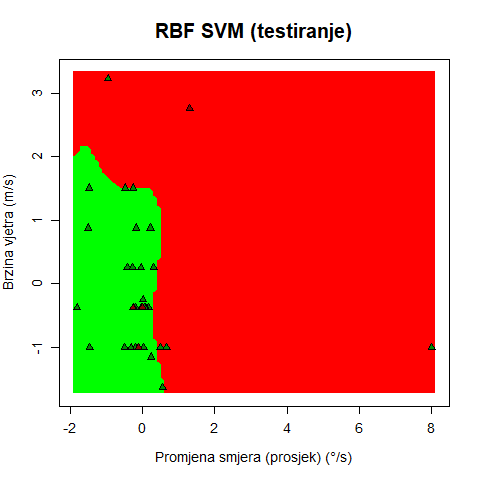 RBF SVM (testiranje)
Brzina vjetra (m/s)
3
2
1
0
-1
-2 0 2 4 6 8
Promjena smjera (prosjek) (°/s)